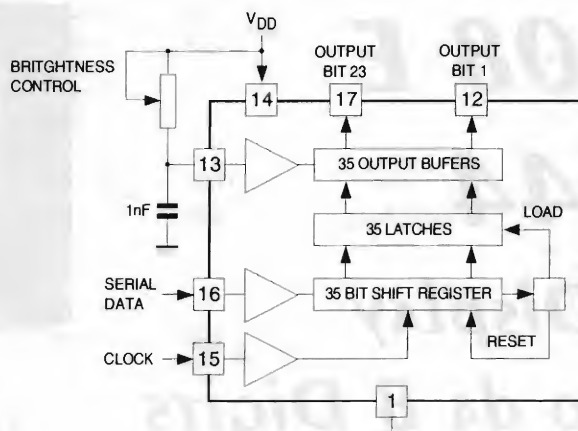 VDD
BRITGHTNESS
CONTROL
OUTPUT
BIT 23
OUTPUT
BIT 1
14
17
12
13
35 OUTPUT BUFERS
1nF
35 LATCHES
LOAD
SERIAL
DATA
16
35 BIT SHIFT REGISTER
CLOCK
15
RESET
1